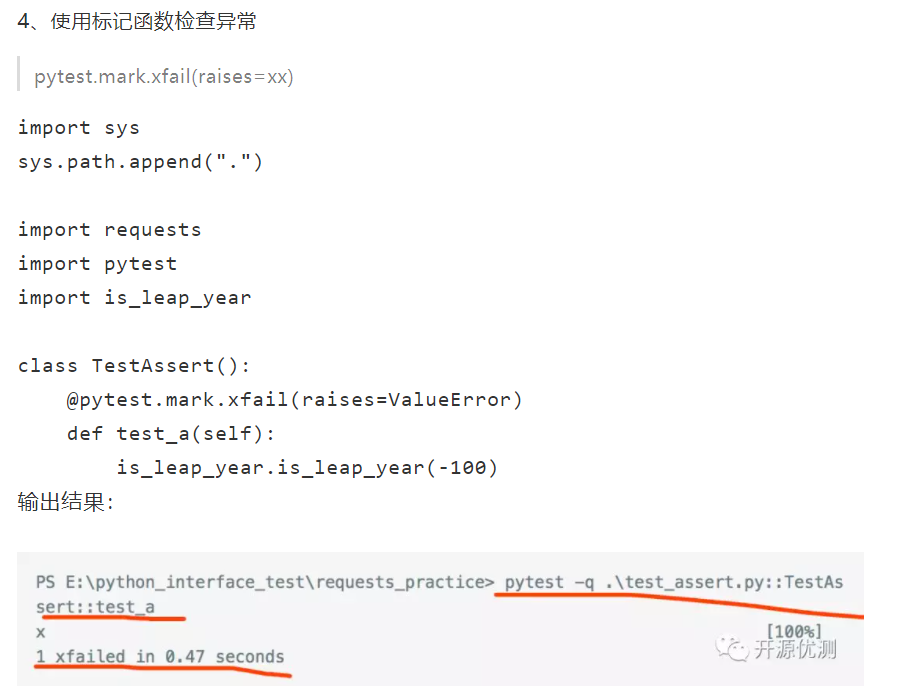 4、使用标记函数检查异常
pytest.mark.xfail(raises=xx)
import sys
sys.path.append(".")
import requests
import pytest
import is_leap_year
class TestAssert():
    @pytest.mark.xfail(raises=ValueError)
    def test_a(self):
        is_leap_year.is_leap_year(-100)
输出结果：
PS E:\python_interface_test\requests_practice> pytest -q .\test_assert.py::TestAs
sert::test_a
x [100%]
1 xfailed in 0.47 seconds
开源优测